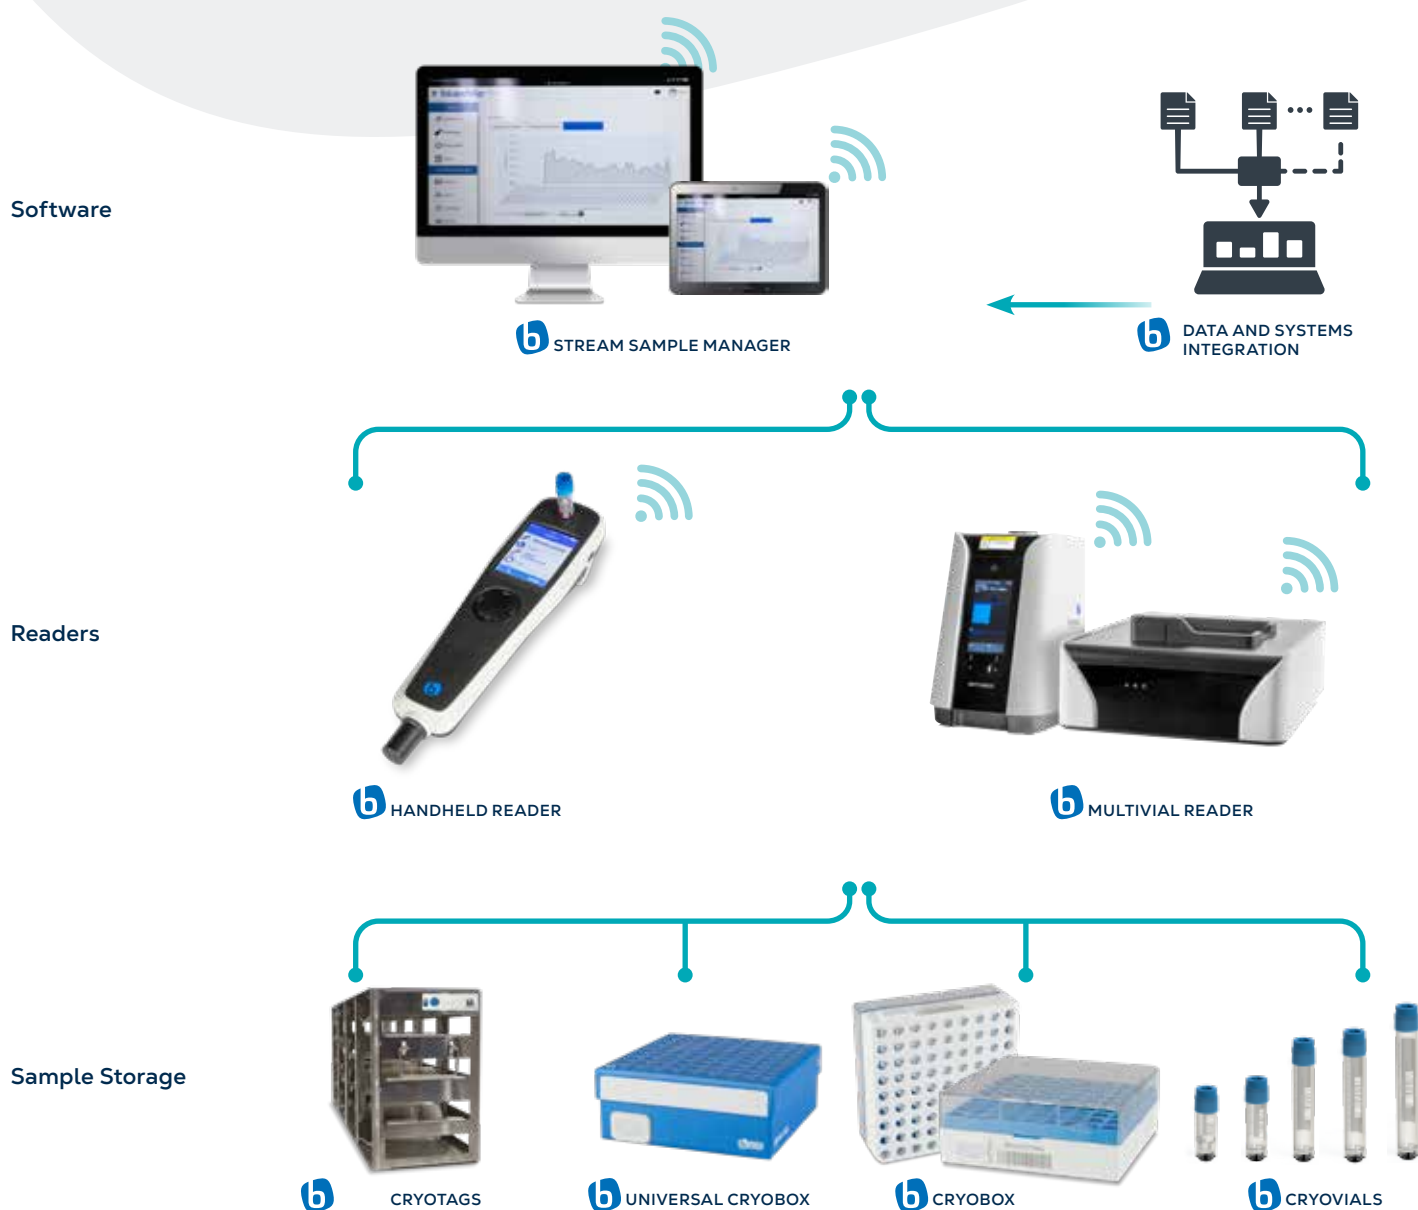 Software
b STREAM SAMPLE MANAGER
b DATA AND SYSTEMS
INTEGRATION
Readers
b HANDHELD READER
b MULTIVIAL READER
Sample Storage
b CRYOTAGS
b UNIVERSAL CRYOBOX
b CRYOBOX
b CRYOVIALS